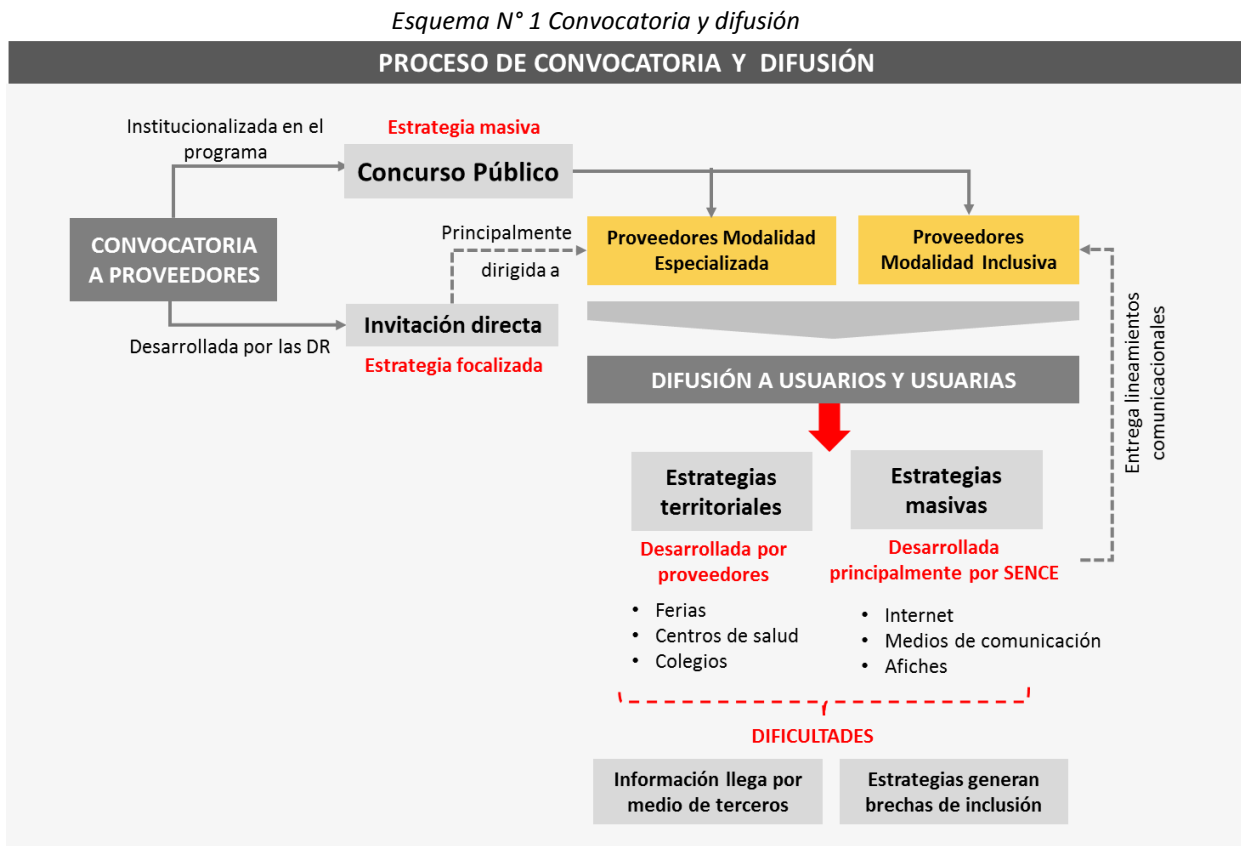 Esquema N° 1 Convocatoria y difusión
PROCESO DE CONVOCATORIA Y DIFUSIÓN
Institucionalizada en el
programa
Estrategia masiva
Concurso Público
CONVOCATORIA
A PROVEEDORES
Principalmente
dirigida a
Proveedores Modalidad
Especializada
Proveedores
Modalidad Inclusiva
Desarrollada por las DR
Invitación directa
Estrategia focalizada
DIFUSIÓN A USUARIOS Y USUARIAS
Entrega lineamientos
comunicacionales
Estrategias
territoriales
Desarrollada por
proveedores
• Ferias
• Centros de salud
• Colegios
Estrategias
masivas
Desarrollada
principalmente por SENCE
• Internet
• Medios de comunicación
• Afiches
DIFICULTADES
Información llega por
medio de terceros
Estrategias generan
brechas de inclusión